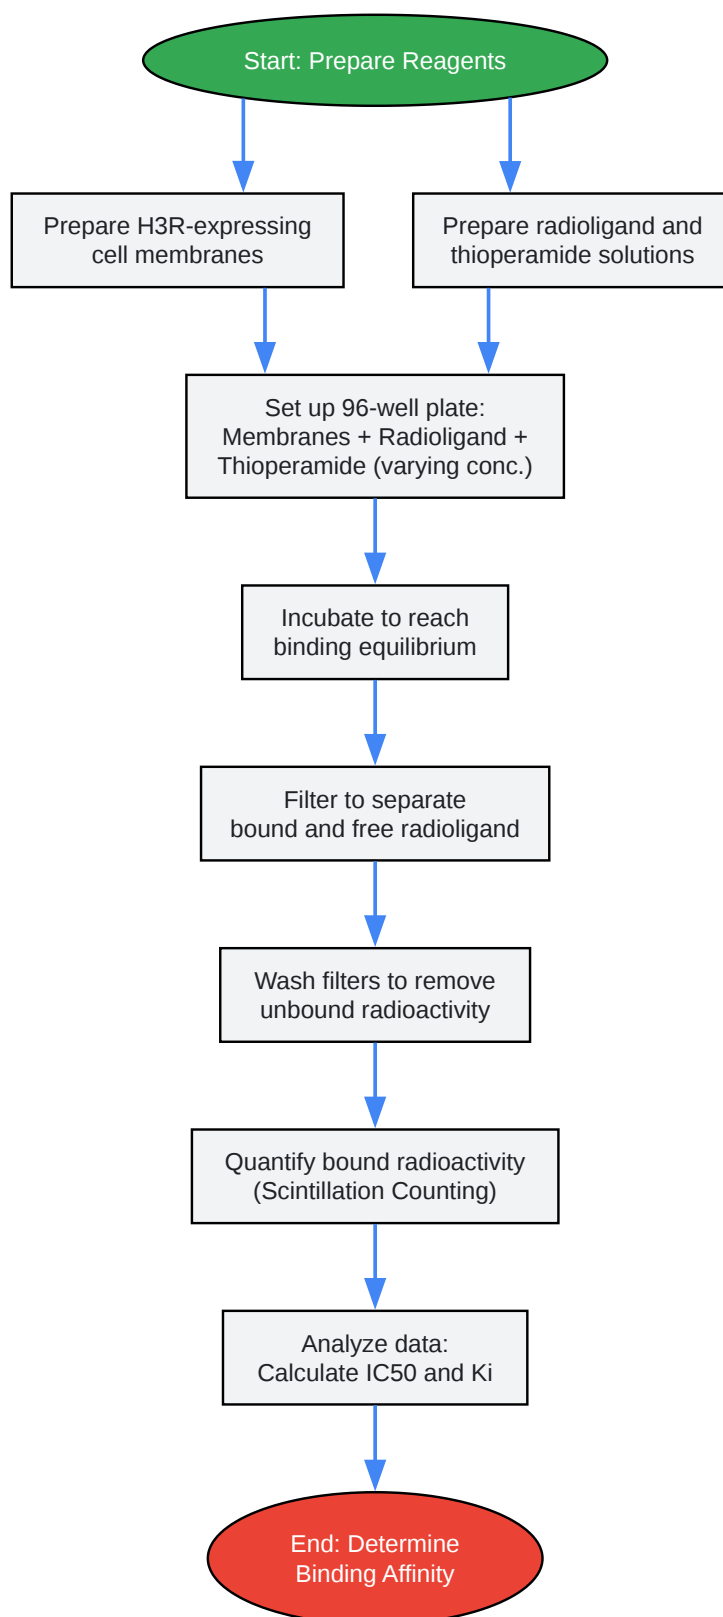 Start: Prepare Reagents
Prepare H3R-expressing
cell membranes
Prepare radioligand and
thioperamide solutions
Set up 96-well plate:
Membranes + Radioligand +
Thioperamide (varying conc.)
Incubate to reach
binding equilibrium
Filter to separate
bound and free radioligand
Wash filters to remove
unbound radioactivity
Quantify bound radioactivity
(Scintillation Counting)
Analyze data:
Calculate IC50 and Ki
End: Determine
Binding Affinity